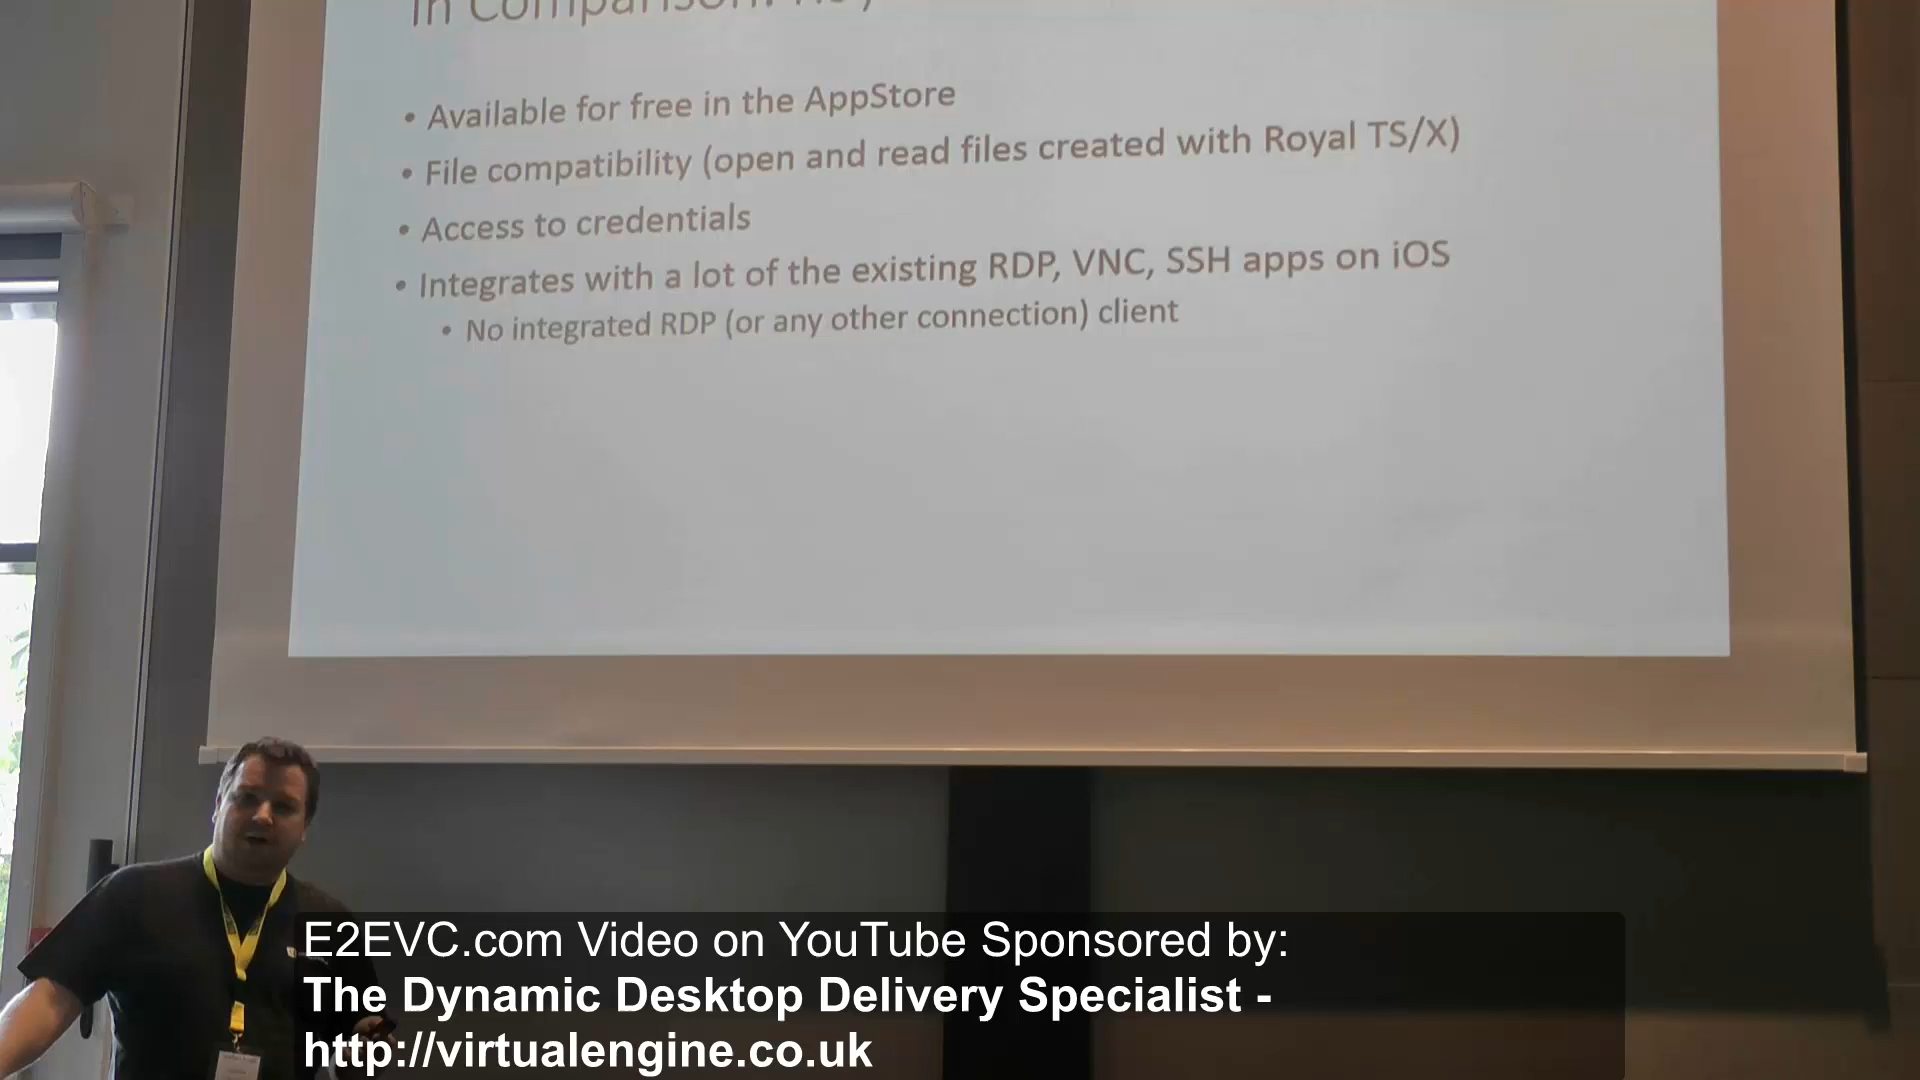 In Comparison:
• Available for free in the AppStore
• File compatibility (open and read files created with Royal TS/X)
• Access to credentials
• Integrates with a lot of the existing RDP, VNC, SSH apps on iOS
• No integrated RDP (or any other connection) client
E2EVC.com Video on YouTube Sponsored by:
The Dynamic Desktop Delivery Specialist -
http://virtualengine.co.uk